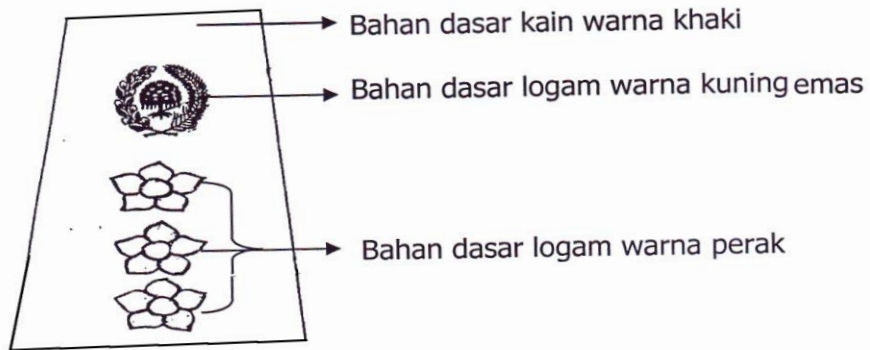 Bahan dasar kain warna khaki
Bahan dasar logam warna kuning emas
Bahan dasar logam warna perak